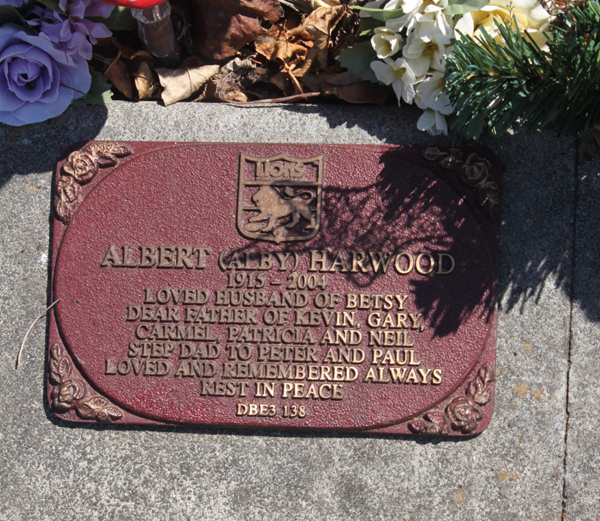 LIONS
ALBERT (ALBY) HARWOOD
1915 - 2004
LOVED HUSBAND OF BETSY
DEAR FATHER OF KEVIN, GARY,
CARMEL, PATRICIA AND NEIL
STEP DAD TO PETER AND PAUL
LOVED AND REMEMBERED ALWAYS
REST IN PEACE
DBE3 138